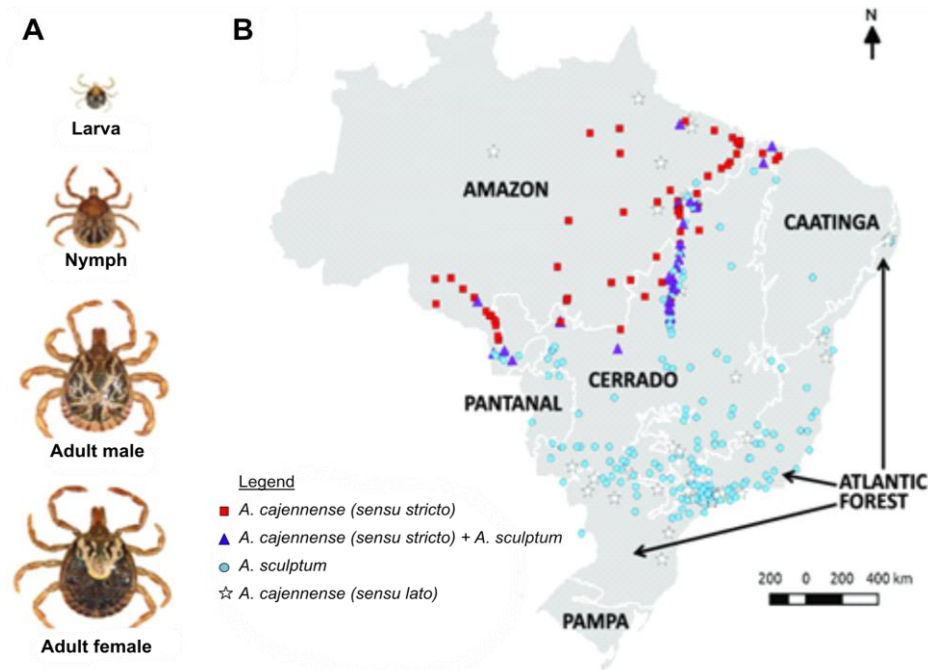 A
Larva
Nymph
Adult male
Adult female
B
N
AMAZON
CAATINGA
CERRADO
PANTANAL
ATLANTIC
FOREST
PAMPA
Legend
A. cajennense (sensu stricto)
A. cajennense (sensu stricto) + A. sculptum
A. sculptum
A. cajennense (sensu lato)
200 0 200 400 km